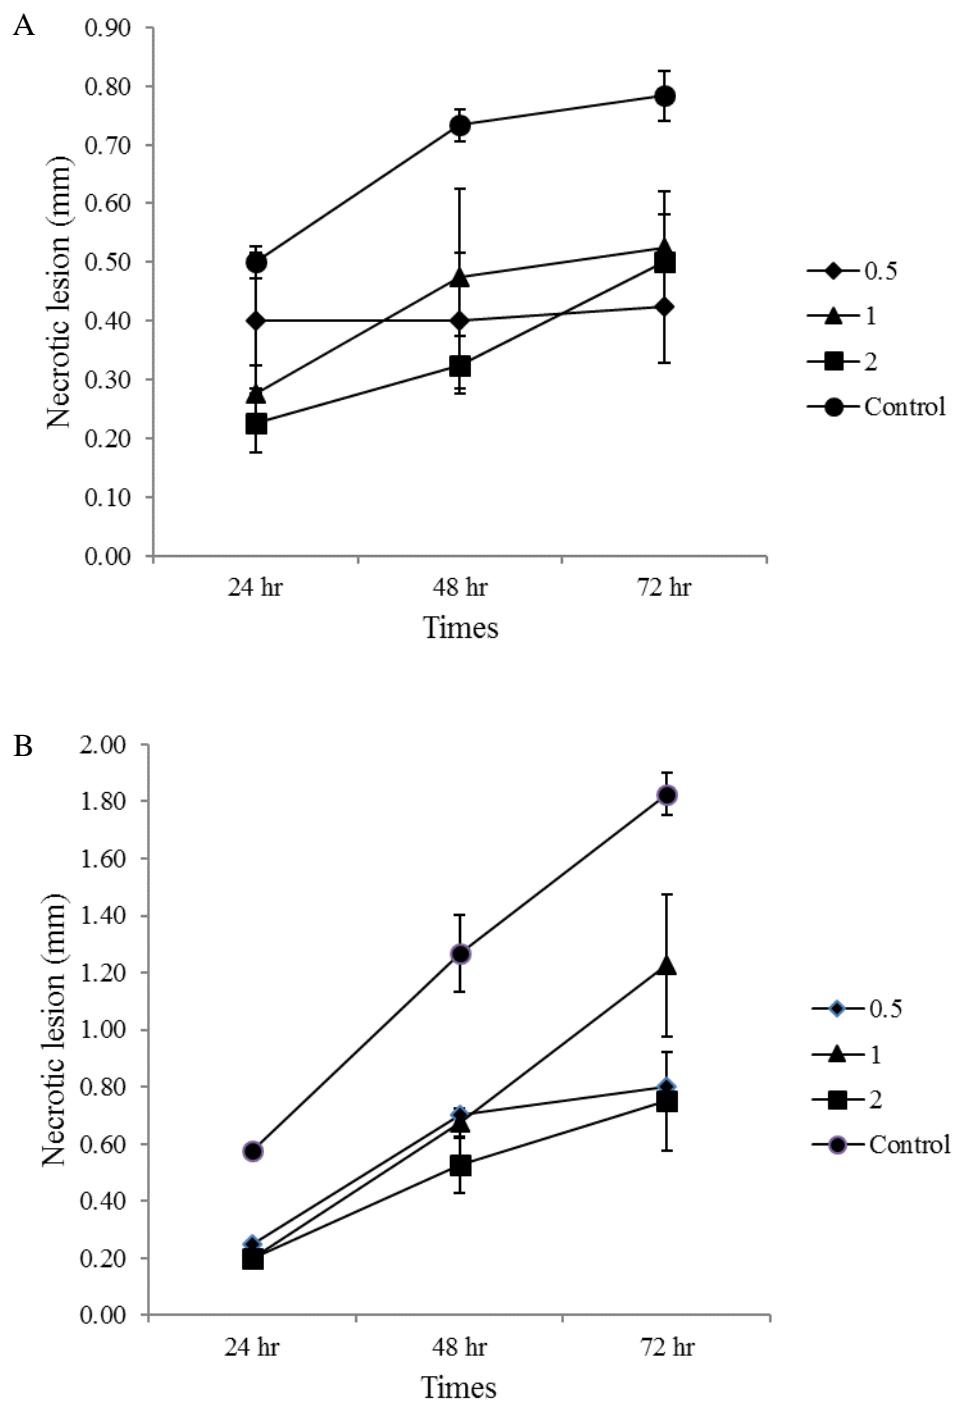 A
0.90
0.80
0.70
0.60
0.50
0.40
0.30
0.20
0.10
0.00
Necrotic lesion (mm)
24 hr 48 hr 72 hr
Times
0.5
1
2
Control
B
2.00
1.80
1.60
1.40
1.20
1.00
0.80
0.60
0.40
0.20
0.00
Necrotic lesion (mm)
24 hr 48 hr 72 hr
Times
0.5
1
2
Control